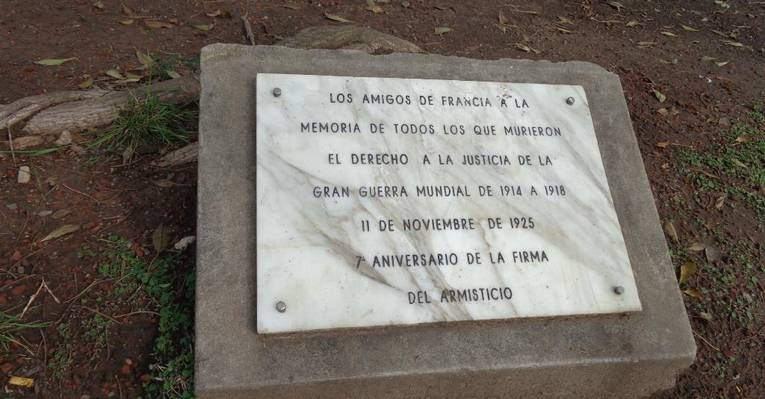 LOS AMIGOS DE FRANCIA A LA
MEMORIA DE TODOS LOS QUE MURIERON
EL DERECHO A LA JUSTICIA DE LA
GRAN GUERRA MUNDIAL DE 1914 A 1918
11 DE NOVIEMBRE DE 1925
7° ANIVERSARIO DE LA FIRMA
DEL ARMISTICIO